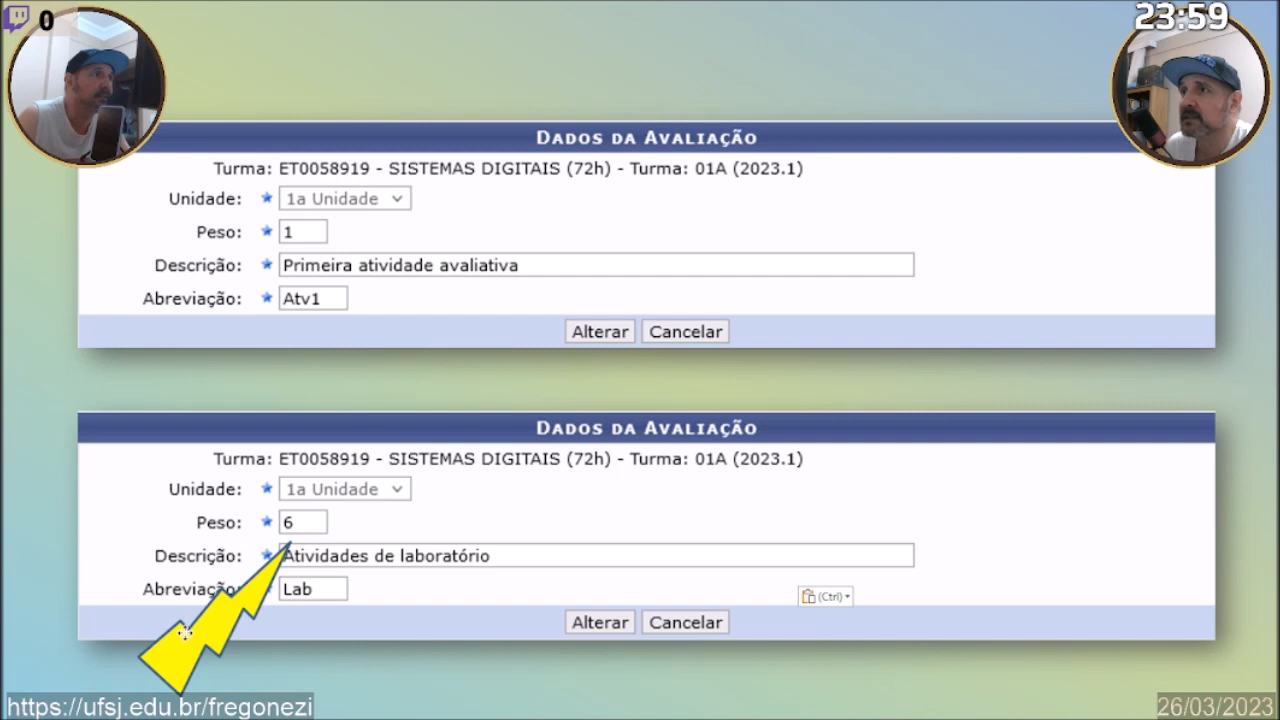 0
23:59
Dados da Avaliação
Turma: ET0058919 - SISTEMAS DIGITAIS (72h) - Turma: 01A (2023.1)
Unidade: 1a Unidade
Peso: 1
Descrição: Primeira atividade avaliativa
Abreviação: Atv1
Alterar Cancelar
Dados da Avaliação
Turma: ET0058919 - SISTEMAS DIGITAIS (72h) - Turma: 01A (2023.1)
Unidade: 1a Unidade
Peso: 6
Descrição: Atividades de laboratório
Abreviação: Lab
(Ctrl)
Alterar Cancelar
https://ufsj.edu.br/fregonezi
26/03/2023